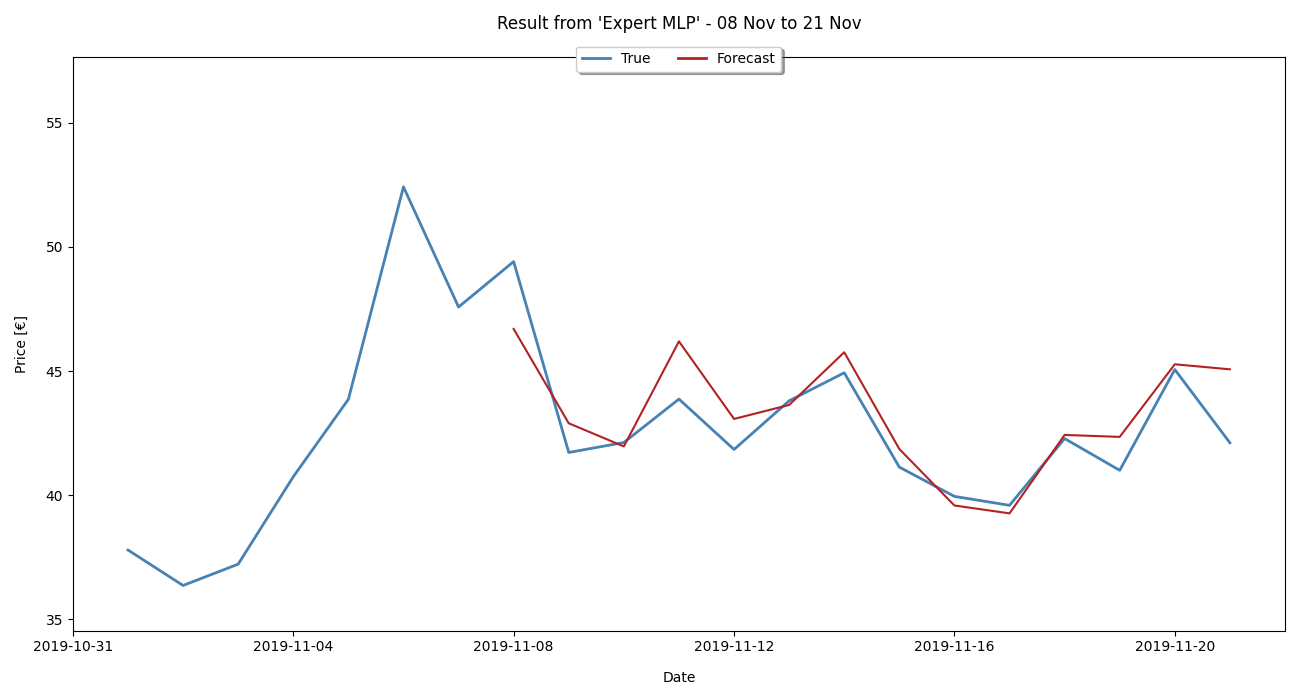 Result from 'Expert MLP' - 08 Nov to 21 Nov
True Forecast
55
50
45
40
35
Price [€]
2019-10-31 2019-11-04 2019-11-08 2019-11-12 2019-11-16 2019-11-20
Date